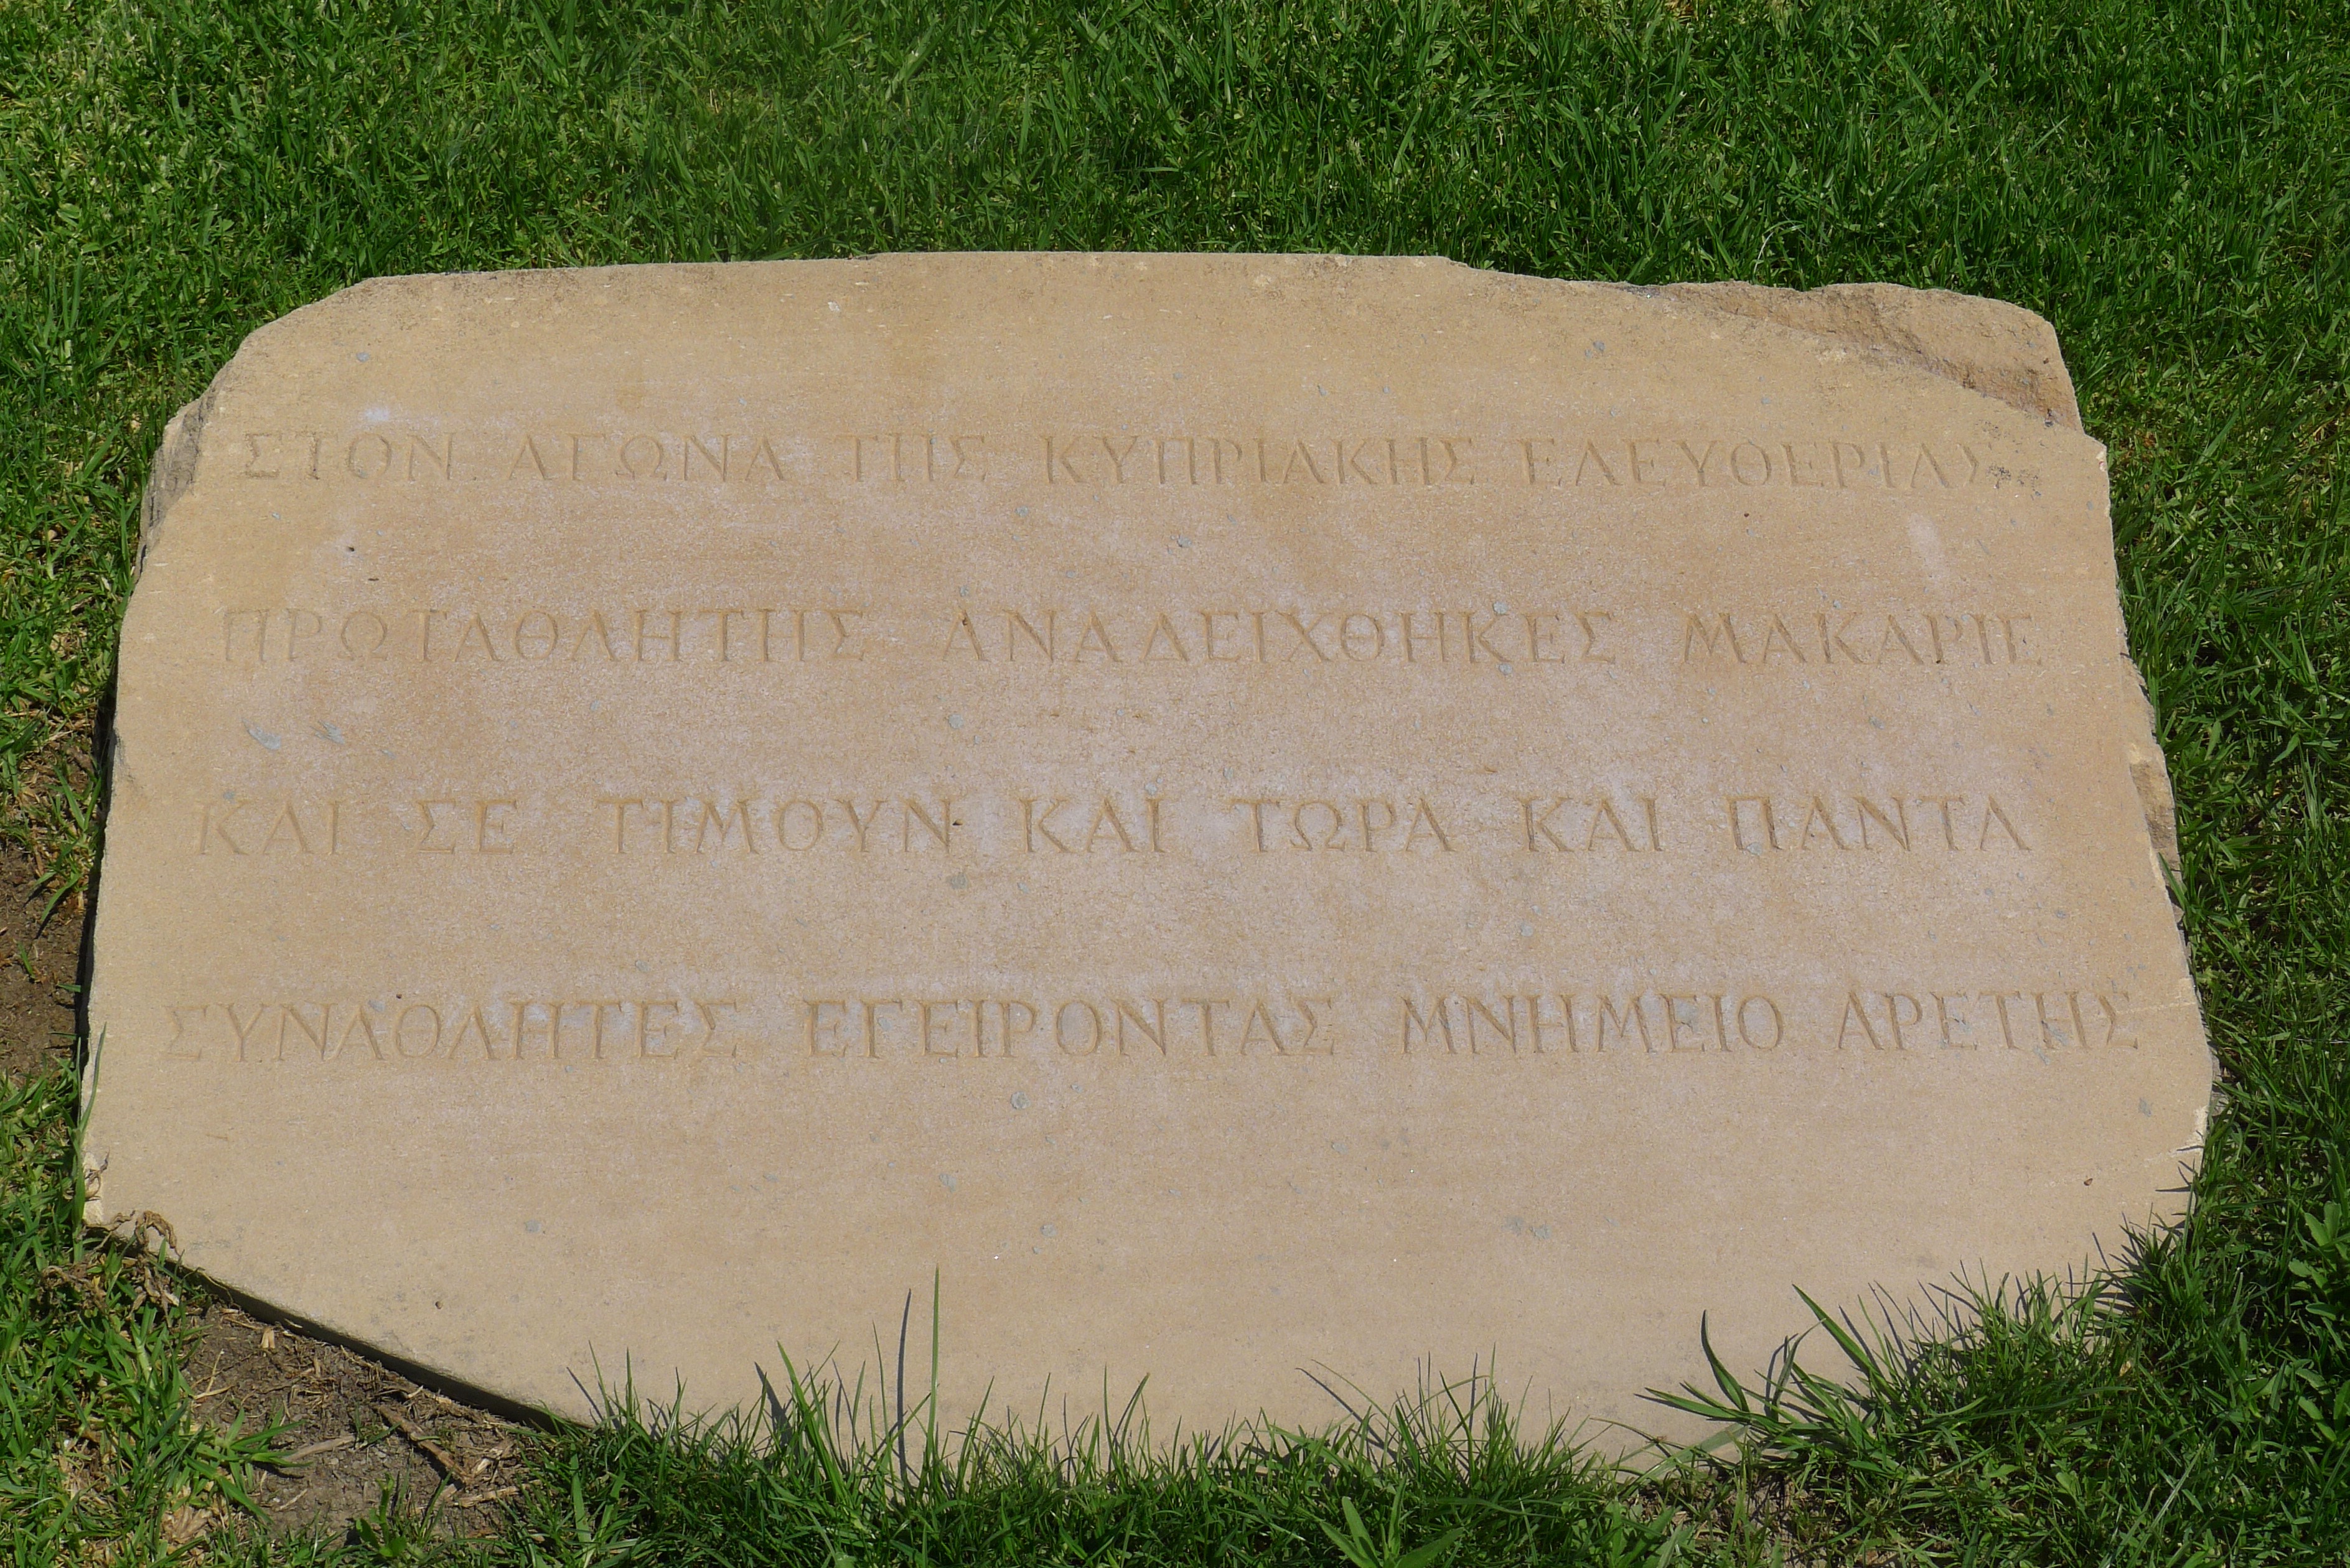 ΣΤΟΝ ΑΓΩΝΑ ΤΗΣ ΚΥΠΡΙΑΚΗΣ ΕΛΕΥΘΕΡΙΑΣ
ΠΡΩΤΑΘΛΗΤΗΣ ΑΝΑΔΕΙΧΘΗΚΕΣ ΜΑΚΑΡΙΕ
ΚΑΙ ΣΕ ΤΙΜΟΥΝ ΚΑΙ ΤΩΡΑ ΚΑΙ ΠΑΝΤΑ
ΣΥΝΑΘΛΗΤΕΣ ΕΓΕΙΡΟΝΤΑΣ ΜΝΗΜΕΙΟ ΑΡΕΤΗΣ